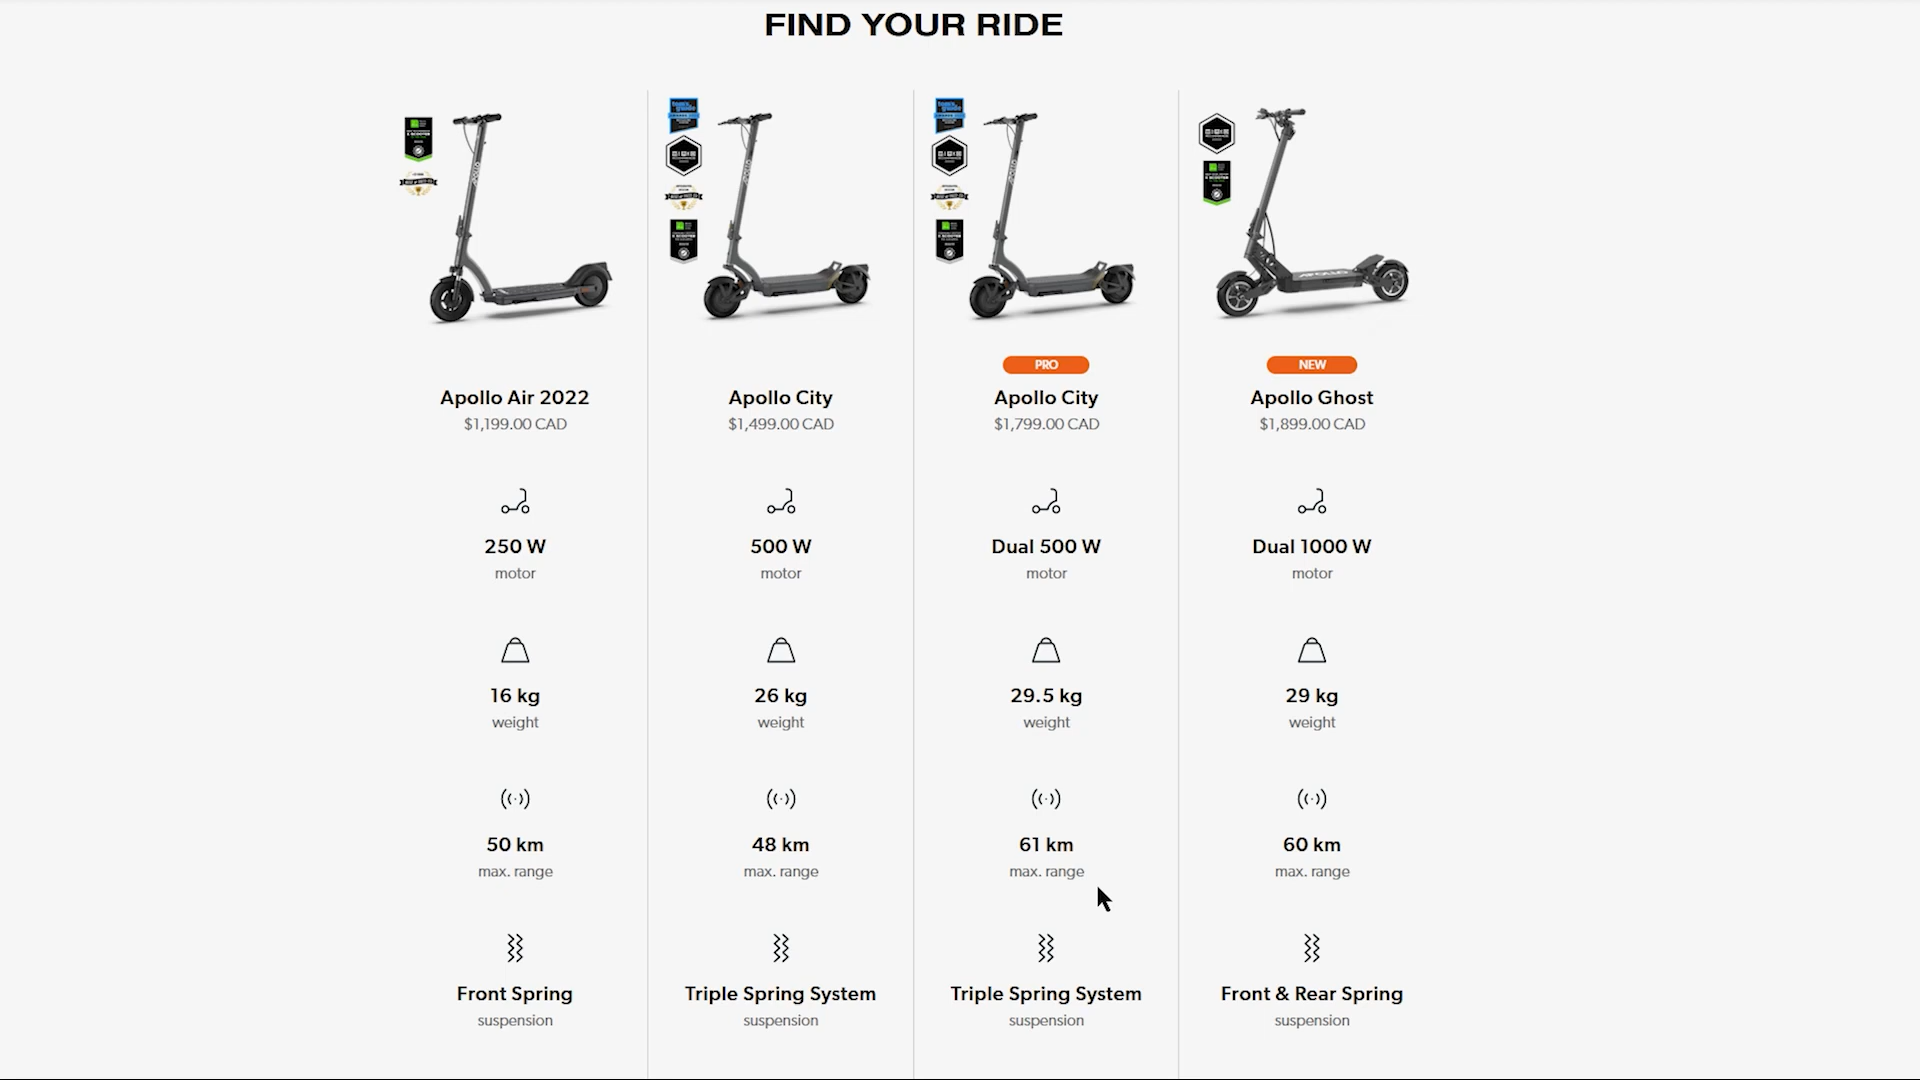 FIND YOUR RIDE
PRO
NEW
Apollo Air 2022
Apollo City
Apollo City
Apollo Ghost
$1,199.00 CAD
$1,499.00 CAD
$1,799.00 CAD
$1,899.00 CAD
250 W
500 W
Dual 500 W
Dual 1000 W
motor
motor
motor
motor
16 kg
26 kg
29.5 kg
29 kg
weight
weight
weight
weight
50 km
48 km
61 km
60 km
max. range
max. range
max. range
max. range
Front Spring
Triple Spring System
Triple Spring System
Front & Rear Spring
suspension
suspension
suspension
suspension